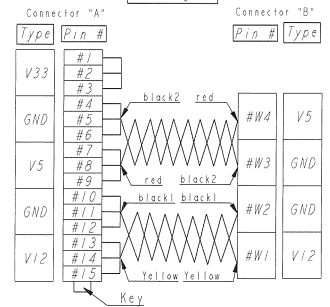 Connector "A" Connector "B"
Type Pin # Pin # Type
#1
V33 #2
#3
#4 black2 red
GND #5 #W4 V5
#6
#7
V5 #8 #W3 GND
#9 red black2
#10 black1 black1
GND #11 #W2 GND
#12
#13
V12 #14 #W1 V12
#15 Yellow Yellow
Key